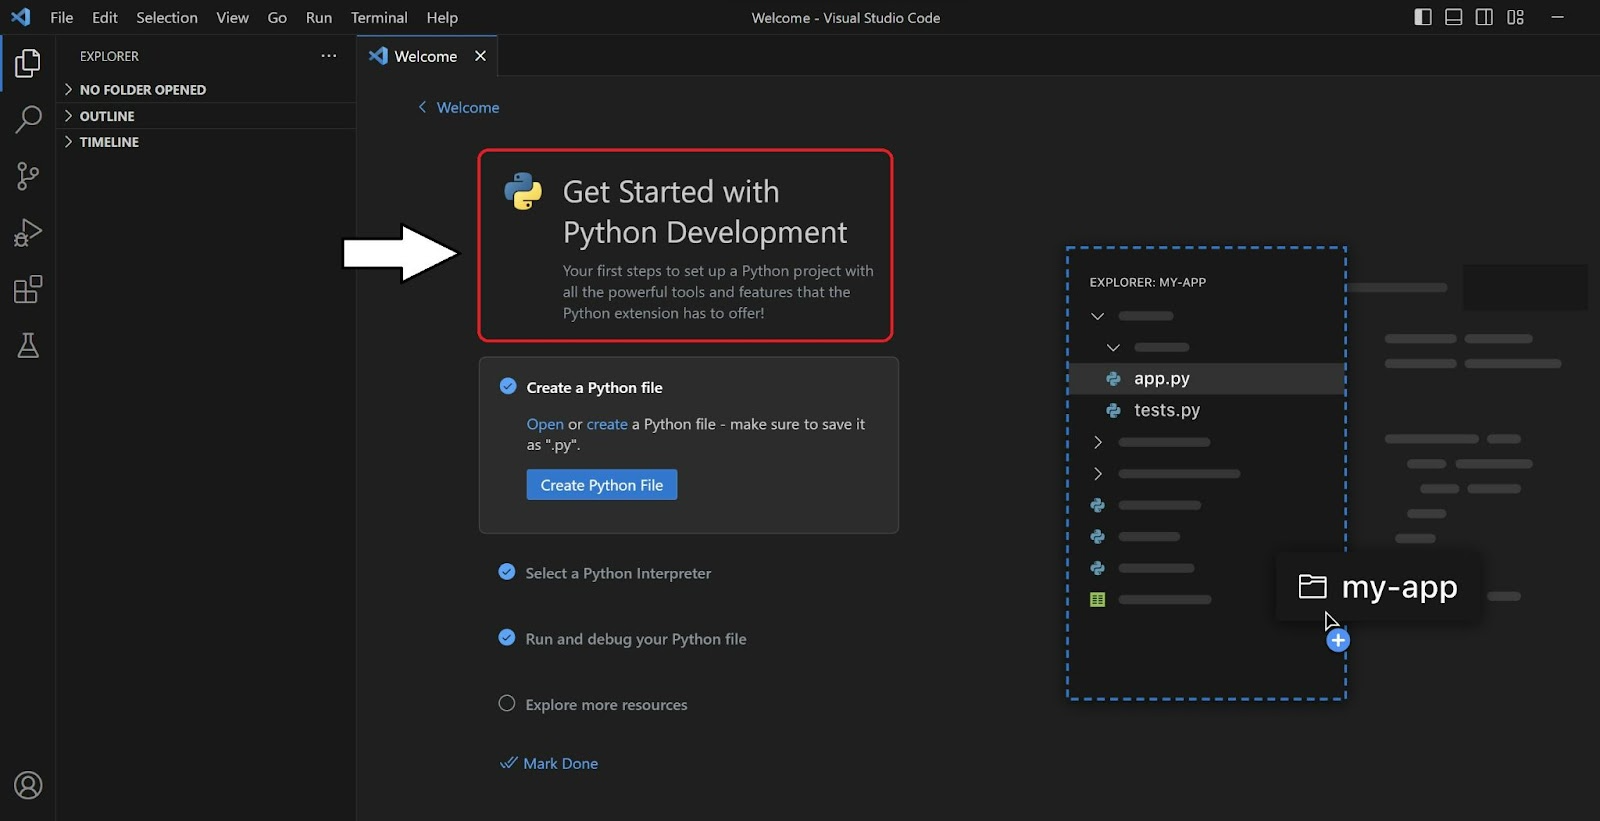 File Edit Selection View Go Run Terminal Help
Welcome - Visual Studio Code
EXPLORER
NO FOLDER OPENED
OUTLINE
TIMELINE
Welcome
Welcome
Get Started with
Python Development
Your first steps to set up a Python project with
all the powerful tools and features that the
Python extension has to offer!
Create a Python file
Open or create a Python file - make sure to save it
as ".py".
Create Python File
Select a Python Interpreter
Run and debug your Python file
Explore more resources
Mark Done
EXPLORER: MY-APP
app.py
tests.py
my-app